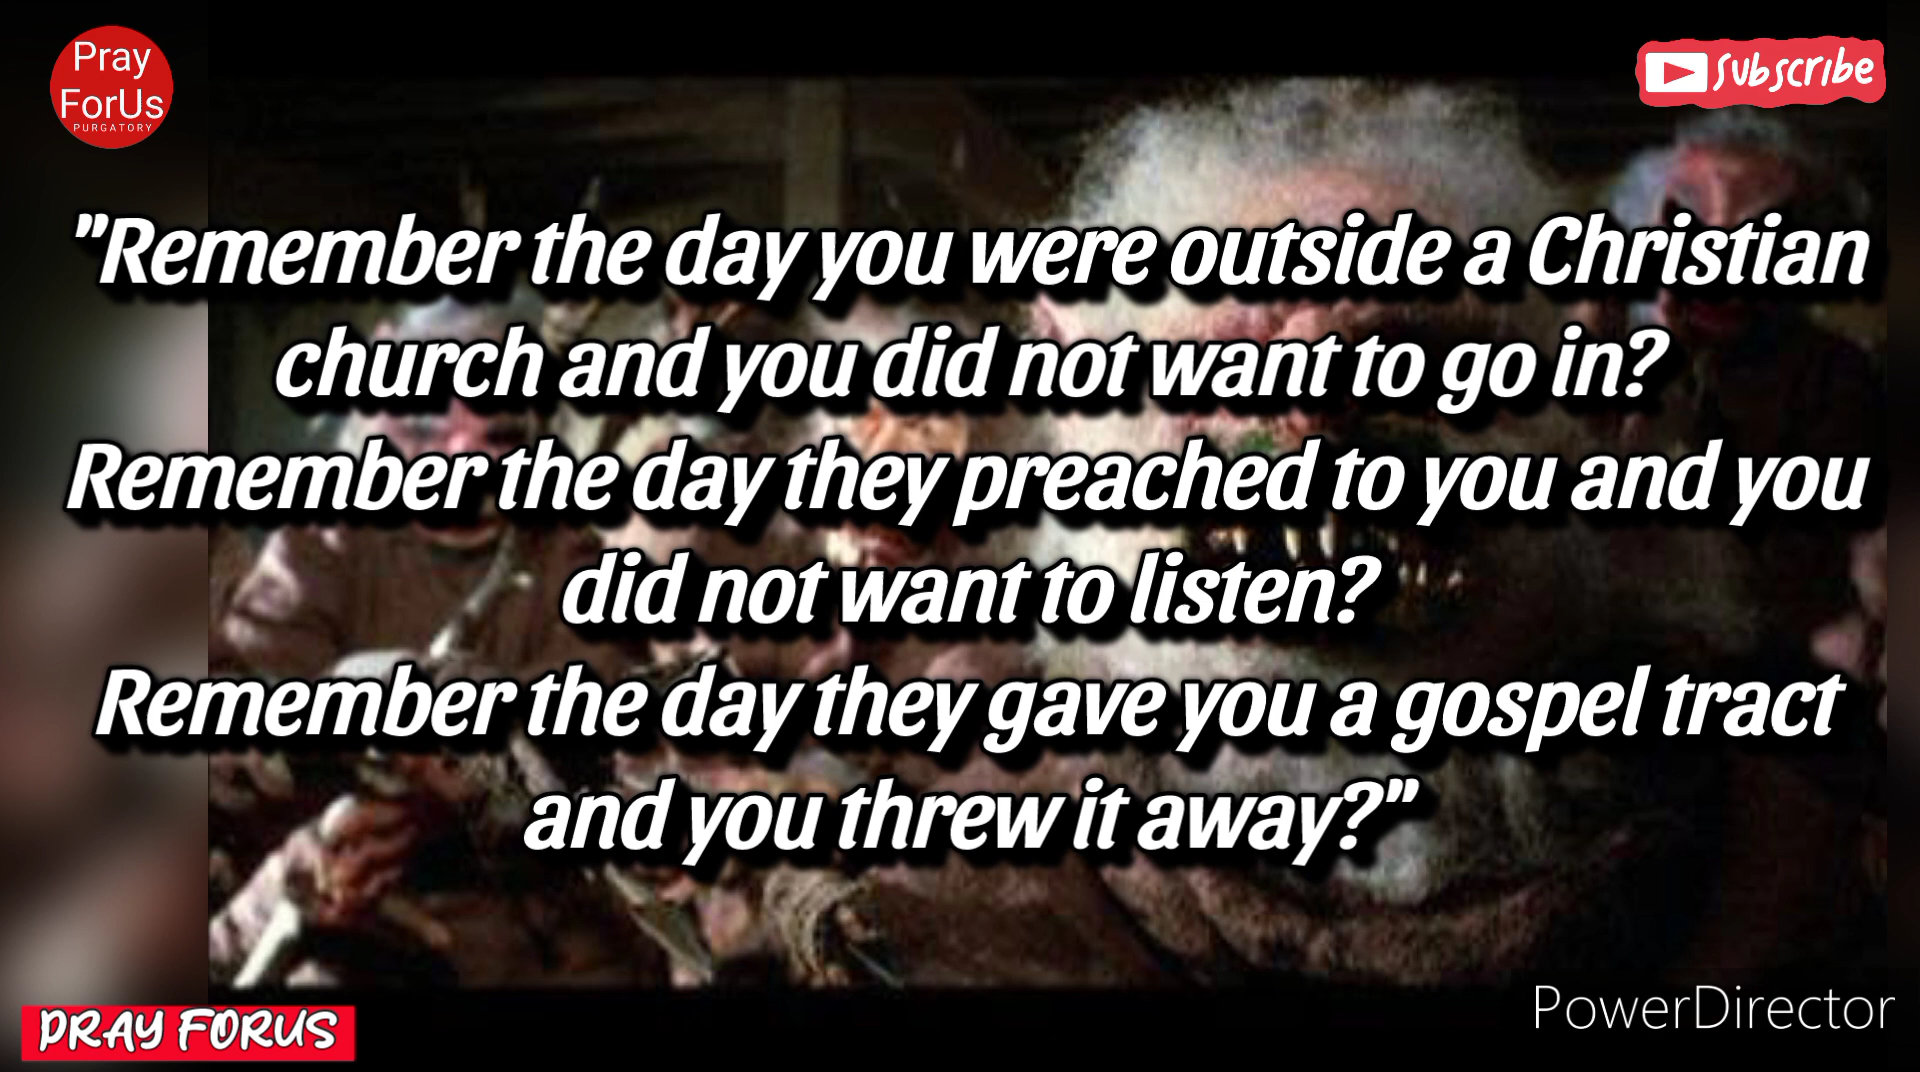 Pray
ForUs
PURGATORY
Subscribe
"Remember the day you were outside a Christian
church and you did not want to go in?
Remember the day they preached to you and you
did not want to listen?
Remember the day they gave you a gospel tract
and you threw it away?"
PRAY FORUS
PowerDirector